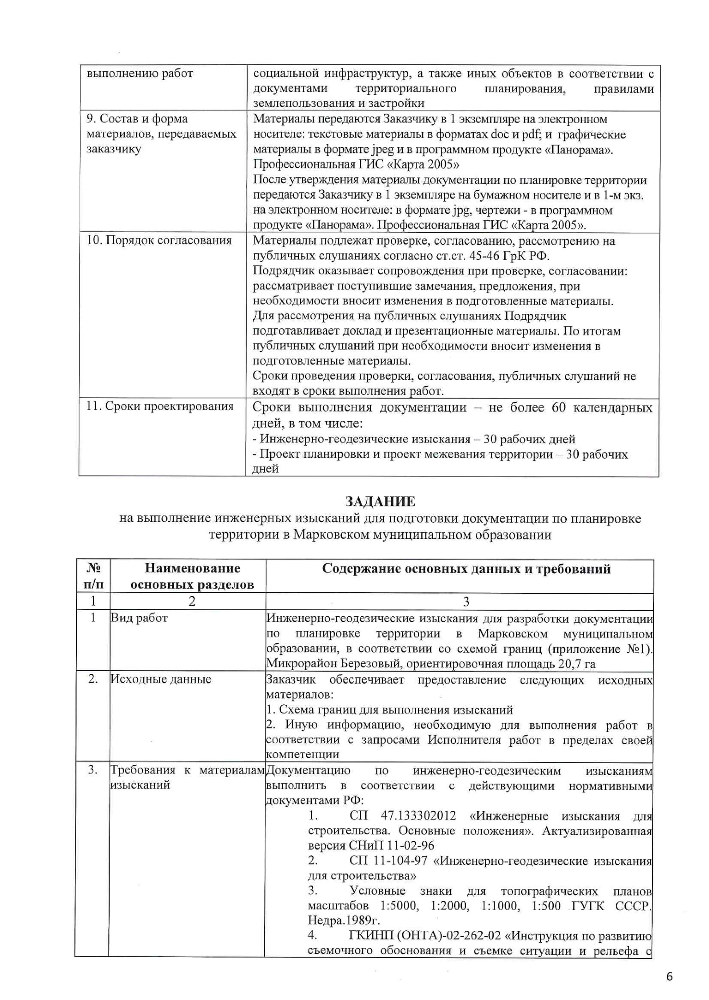 выполнению работ
социальной инфраструктур, а также иных объектов в соответствии с
документами территориального планирования, правилами
землепользования и застройки
9. Состав и форма
материалов, передаваемых
заказчику
Материалы передаются Заказчику в 1 экземпляре на электронном
носителе: текстовые материалы в форматах doc и pdf; и графические
материалы в формате jpeg и в программном продукте «Панорама».
Профессиональная ГИС «Карта 2005»
После утверждения материалы документации по планировке территории
передаются Заказчику в 1 экземпляре на бумажном носителе и в 1-м экз.
на электронном носителе: в формате jpg, чертежи - в программном
продукте «Панорама». Профессиональная ГИС «Карта 2005».
10. Порядок согласования
Материалы подлежат проверке, согласованию, рассмотрению на
публичных слушаниях согласно ст.ст. 45-46 ГрК РФ.
Подрядчик оказывает сопровождения при проверке, согласовании:
рассматривает поступившие замечания, предложения, при
необходимости вносит изменения в подготовленные материалы.
Для рассмотрения на публичных слушаниях Подрядчик
подготавливает доклад и презентационные материалы. По итогам
публичных слушаний при необходимости вносит изменения в
подготовленные материалы.
Сроки проведения проверки, согласования, публичных слушаний не
входят в сроки выполнения работ.
11. Сроки проектирования
Сроки выполнения документации – не более 60 календарных
дней, в том числе:
- Инженерно-геодезические изыскания – 30 рабочих дней
- Проект планировки и проект межевания территории – 30 рабочих
дней
ЗАДАНИЕ
на выполнение инженерных изысканий для подготовки документации по планировке
территории в Марковском муниципальном образовании
№
п/п
Наименование
основных разделов
Содержание основных данных и требований
1
2
3
1
Вид работ
Инженерно-геодезические изыскания для разработки документации
по планировке территории в Марковском муниципальном
образовании, в соответствии со схемой границ (приложение №1).
Микрорайон Березовый, ориентировочная площадь 20,7 га
2.
Исходные данные
Заказчик обеспечивает предоставление следующих исходных
материалов:
1. Схема границ для выполнения изысканий
2. Иную информацию, необходимую для выполнения работ в
соответствии с запросами Исполнителя работ в пределах своей
компетенции
3.
Требования к материалам
изысканий
Документацию по инженерно-геодезическим изысканиям
выполнить в соответствии с действующими нормативными
документами РФ:
1. СП 47.133302012 «Инженерные изыскания для
строительства. Основные положения». Актуализированная
версия СНиП 11-02-96
2. СП 11-104-97 «Инженерно-геодезические изыскания
для строительства»
3. Условные знаки для топографических планов
масштабов 1:5000, 1:2000, 1:1000, 1:500 ГУГК СССР.
Недра.1989г.
4. ГКИНП (ОНТА)-02-262-02 «Инструкция по развитию
съемочного обоснования и съемке ситуации и рельефа с
6